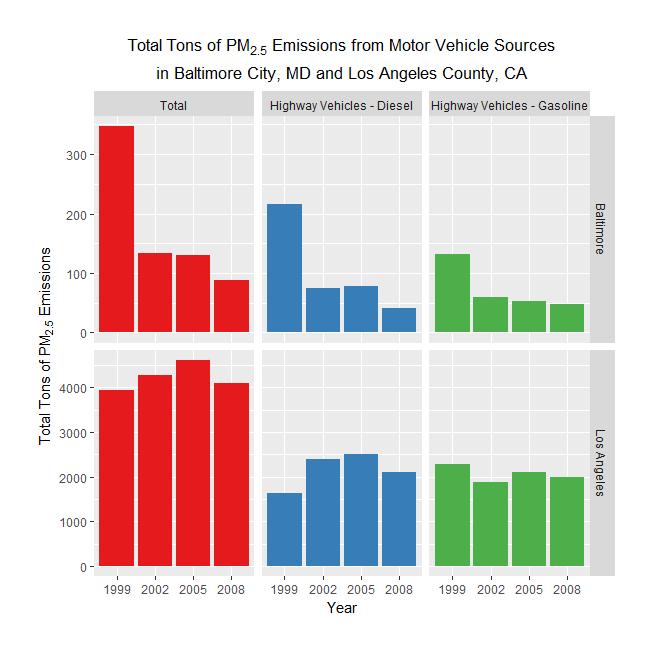 Total Tons of PM2.5 Emissions from Motor Vehicle Sources
in Baltimore City, MD and Los Angeles County, CA
Total
Highway Vehicles - Diesel
Highway Vehicles - Gasoline
Total Tons of PM2.5 Emissions
300
200
100
0
Baltimore
4000
3000
2000
1000
0
Los Angeles
1999 2002 2005 2008
1999 2002 2005 2008
1999 2002 2005 2008
Year